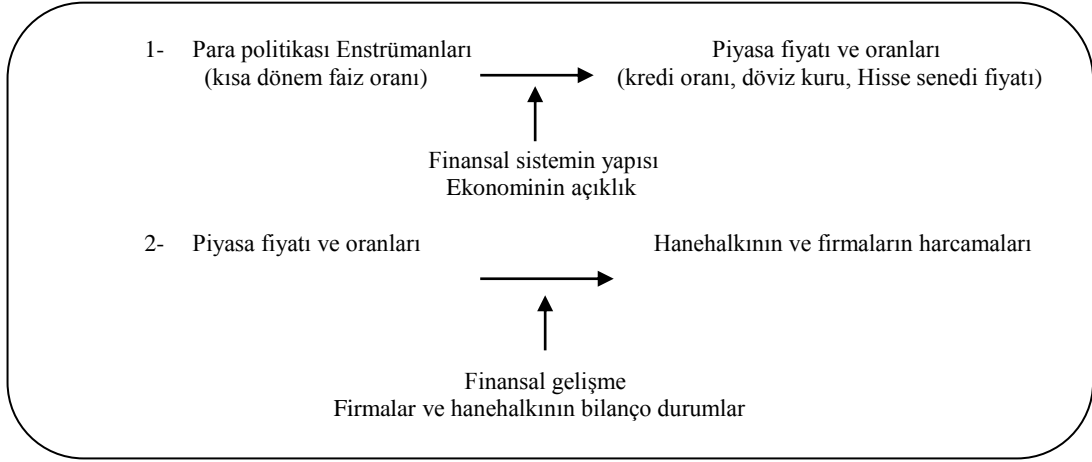 1- Para politikası Enstrümanları Piyasa fiyatı ve oranları
(kısa dönem faiz oranı) (kredi oranı, döviz kuru, Hisse senedi fiyatı)
Finansal sistemin yapısı
Ekonominin açıklık
2- Piyasa fiyatı ve oranları Hanehalkının ve firmaların harcamaları
Finansal gelişme
Firmalar ve hanehalkının bilanço durumlar